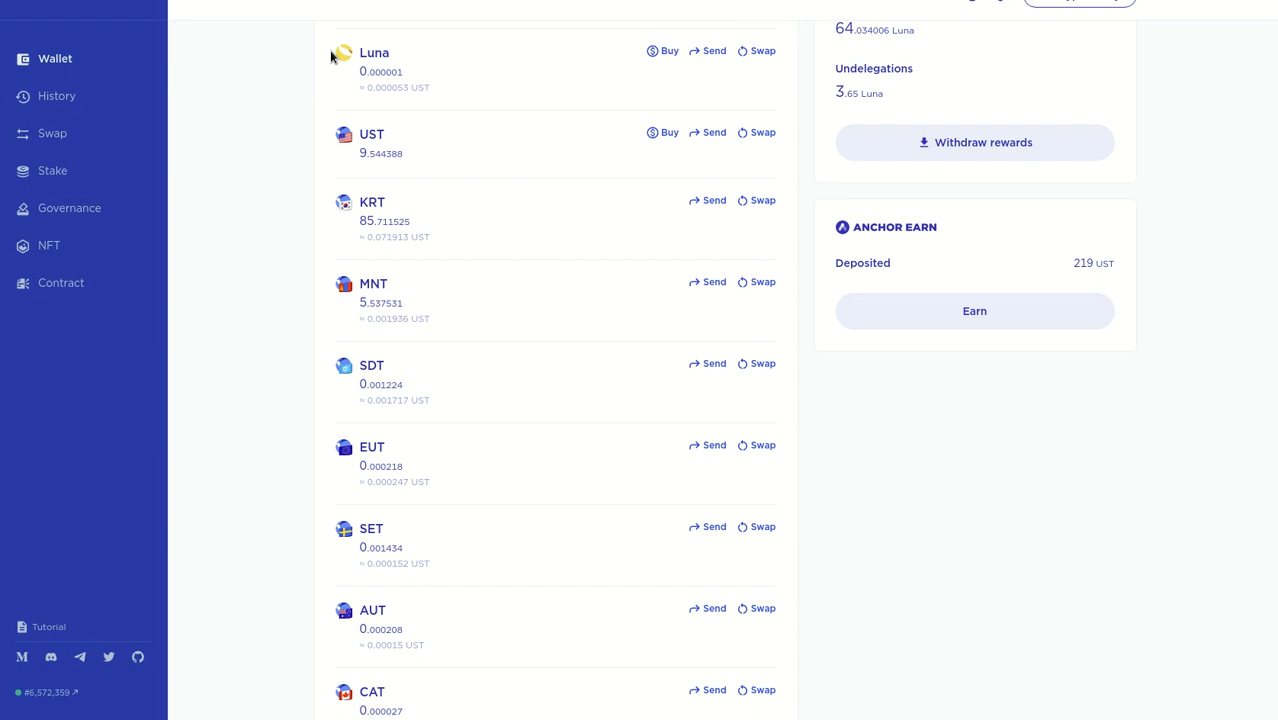 Wallet
History
Swap
Stake
Governance
NFT
Contract
Tutorial
#6,572,359
Luna
Buy Send Swap
0.000001
≈ 0.000053 UST
UST
Buy Send Swap
9.544388
KRT
Send Swap
85.711525
≈ 0.071913 UST
MNT
Send Swap
5.537531
≈ 0.001936 UST
SDT
Send Swap
0.001224
≈ 0.001717 UST
EUT
Send Swap
0.000218
≈ 0.000247 UST
SET
Send Swap
0.001434
≈ 0.000152 UST
AUT
Send Swap
0.000208
≈ 0.00015 UST
CAT
Send Swap
0.000027
64.034006 Luna
Undelegations
3.65 Luna
Withdraw rewards
ANCHOR EARN
Deposited 219 UST
Earn